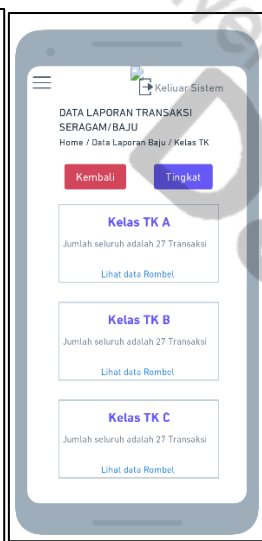 Keliuar Sistem
DATA LAPORAN TRANSAKSI
SERAGAM/BAJU
Home / Data Laporan Baju / Kelas TK
Kembali
Tingkat
Kelas TK A
Jumlah seluruh adalah 27 Transaksi
Lihat data Rombel
Kelas TK B
Jumlah seluruh adalah 27 Transaksi
Lihat data Rombel
Kelas TK C
Jumlah seluruh adalah 27 Transaksi
Lihat data Rombel